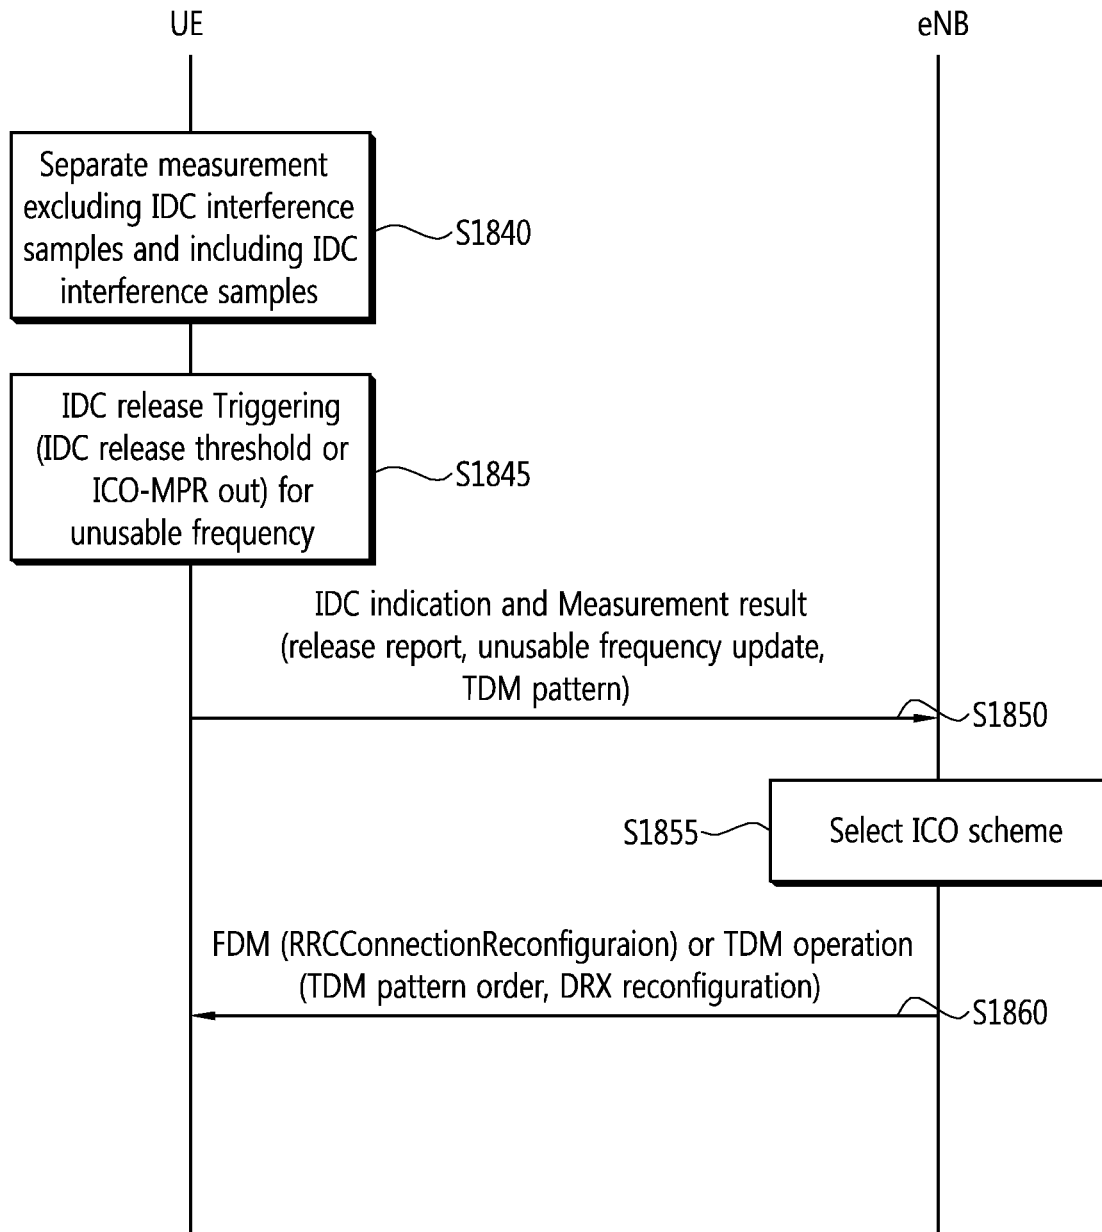 UE
eNB
Separate measurement
excluding IDC interference
samples and including IDC
interference samples
S1840
IDC release Triggering
(IDC release threshold or
ICO-MPR out) for
unusable frequency
S1845
IDC indication and Measurement result
(release report, unusable frequency update,
TDM pattern)
S1850
S1855
Select ICO scheme
FDM (RRCConnectionReconfiguraion) or TDM operation
(TDM pattern order, DRX reconfiguration)
S1860